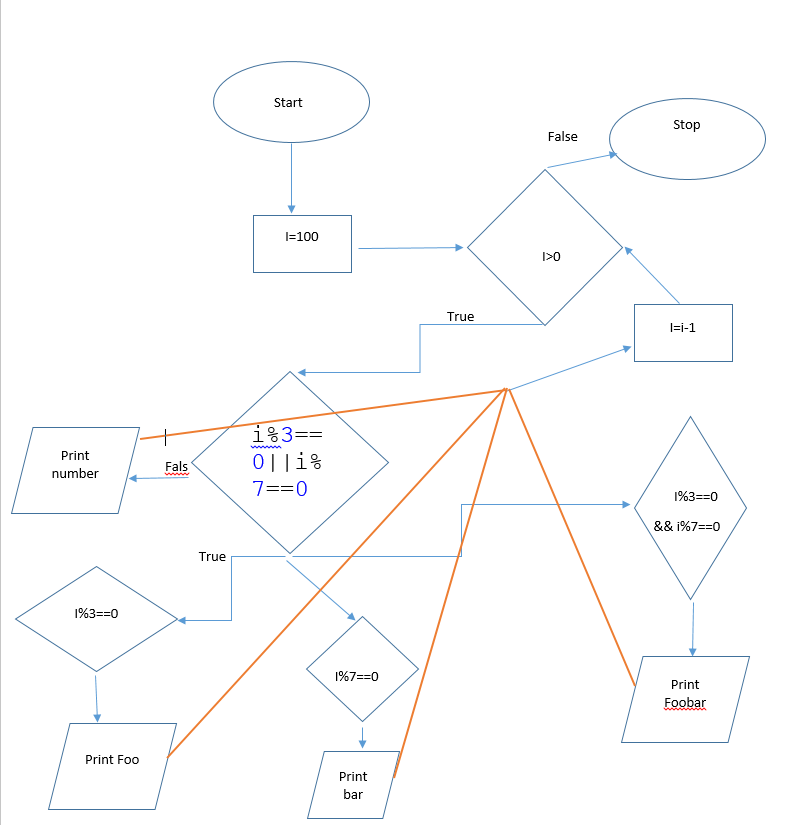 Start
Stop
False
I=100
I>0
True
I=i-1
i%3==
0||i%
7==0
Print
number
Fals
I%3==0
&& i%7==0
True
I%3==0
I%7==0
Print
Foobar
Print Foo
Print
bar